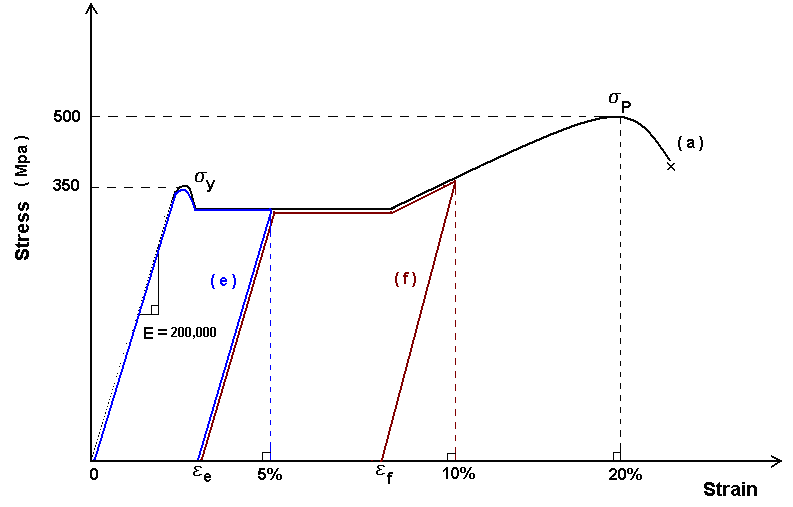 500
σP
( a )
350
σy
Stress ( Mpa )
( e )
( f )
E = 200,000
0
εe
5%
εf
10%
20%
Strain